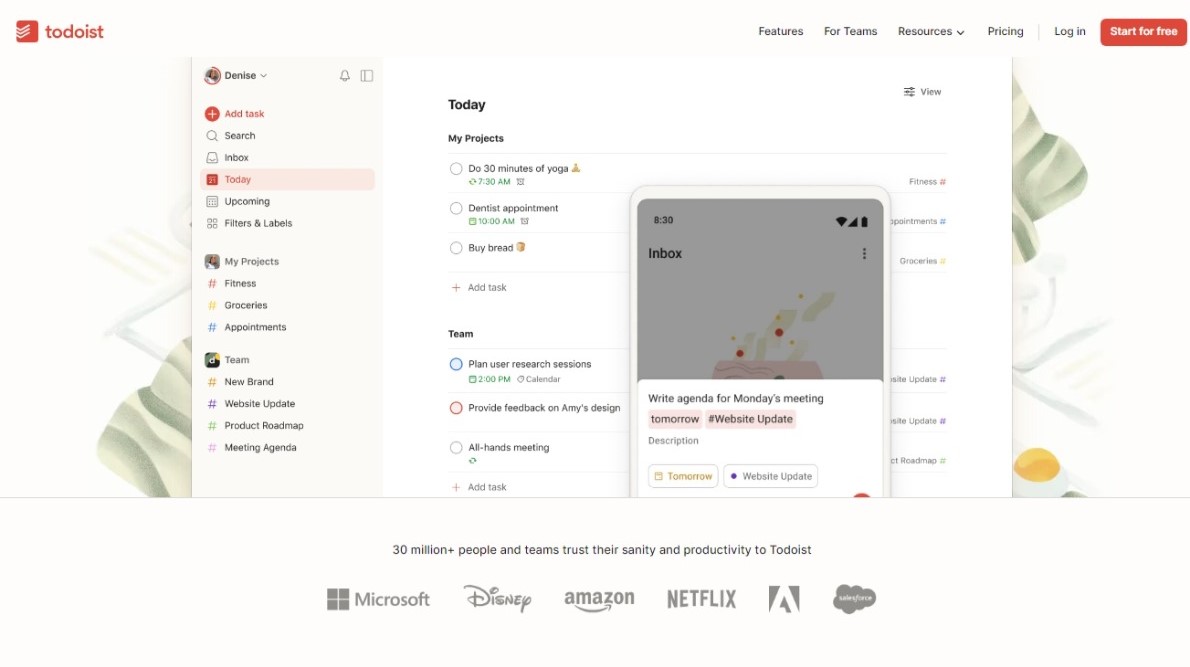 todoist
Features
For Teams
Resources
Pricing
Log in
Start for free
Denise
Add task
Search
Inbox
21
Today
Upcoming
Filters & Labels
My Projects
# Fitness
# Groceries
# Appointments
d
Team
# New Brand
# Website Update
# Product Roadmap
# Meeting Agenda
View
Today
My Projects
Do 30 minutes of yoga
7:30 AM
Fitness #
Dentist appointment
10:00 AM
#
Buy bread
Groceries #
+ Add task
Team
Plan user research sessions
2:00 PM Calendar
Update #
Provide feedback on Amy's design
Update #
All-hands meeting
Roadmap #
+ Add task
8:30
Inbox
Write agenda for Monday's meeting
tomorrow #Website Update
Description
Tomorrow
Website Update
30 million+ people and teams trust their sanity and productivity to Todoist
Microsoft
Disney
amazon
NETFLIX
salesforce